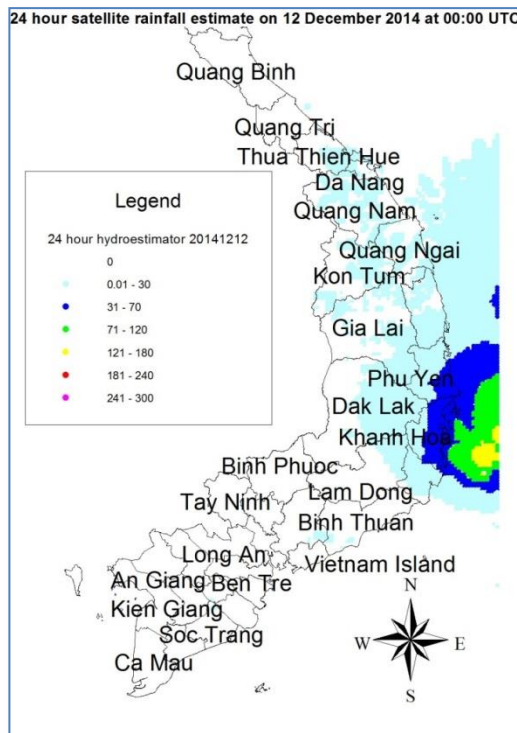 24 hour satellite rainfall estimate on 12 December 2014 at 00:00 UTC
Quang Binh
Quang Tri
Thua Thien Hue
Da Nang
Quang Nam
Quang Ngai
Kon Tum
Gia Lai
Phu Yen
Dak Lak
Khanh Hoa
Binh Phuoc
Lam Dong
Tay Ninh
Binh Thuan
Long An
Vietnam Island
An Giang
Ben Tre
Kien Giang
Soc Trang
Ca Mau
Legend
24 hour hydroestimator 20141212
0
0.01 - 30
31 - 70
71 - 120
121 - 180
181 - 240
241 - 300
N
W
E
S